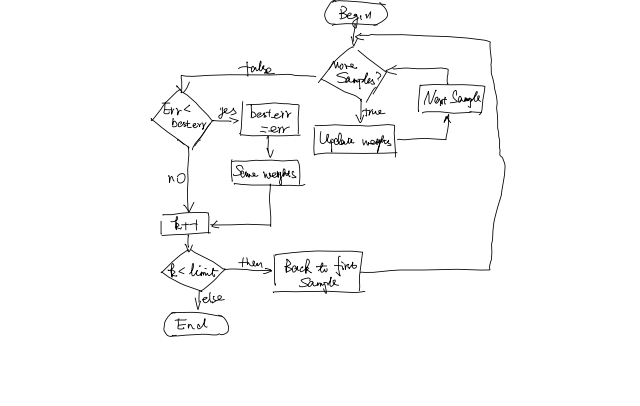 Begin
More
Samples?
false
true
Next Sample
Update weights
Err<
besterr
yes
besterr
=err
Save weights
no
k++
k< limit
then
Back to first
Sample
else
End